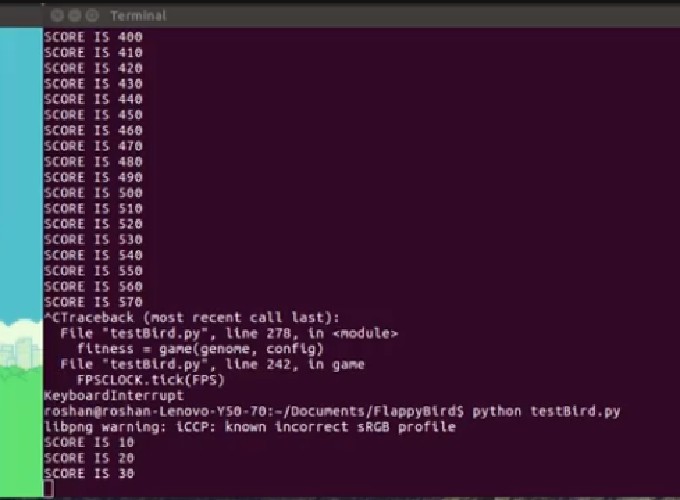 Terminal
SCORE IS 400
SCORE IS 410
SCORE IS 420
SCORE IS 430
SCORE IS 440
SCORE IS 450
SCORE IS 460
SCORE IS 470
SCORE IS 480
SCORE IS 490
SCORE IS 500
SCORE IS 510
SCORE IS 520
SCORE IS 530
SCORE IS 540
SCORE IS 550
SCORE IS 560
SCORE IS 570
^CTraceback (most recent call last):
  File "testBird.py", line 278, in <module>
    fitness = game(genome, config)
  File "testBird.py", line 242, in game
    FPSCLOCK.tick(FPS)
KeyboardInterrupt
roshan@roshan-Lenovo-Y50-70:~/Documents/FlappyBird$ python testBird.py
libpng warning: iCCP: known incorrect sRGB profile
SCORE IS 10
SCORE IS 20
SCORE IS 30